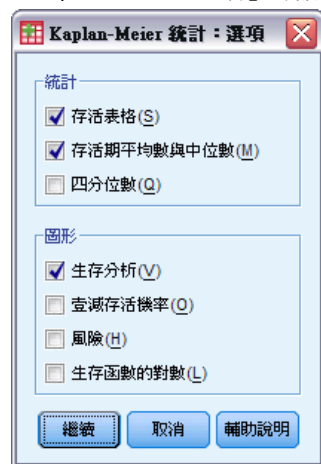 Kaplan-Meier 統計：選項
統計
存活表格(S)
存活期平均數與中位數(M)
四分位數(Q)
圖形
生存分析(V)
壹減存活機率(O)
風險(H)
生存函數的對數(L)
繼續 取消 輔助說明